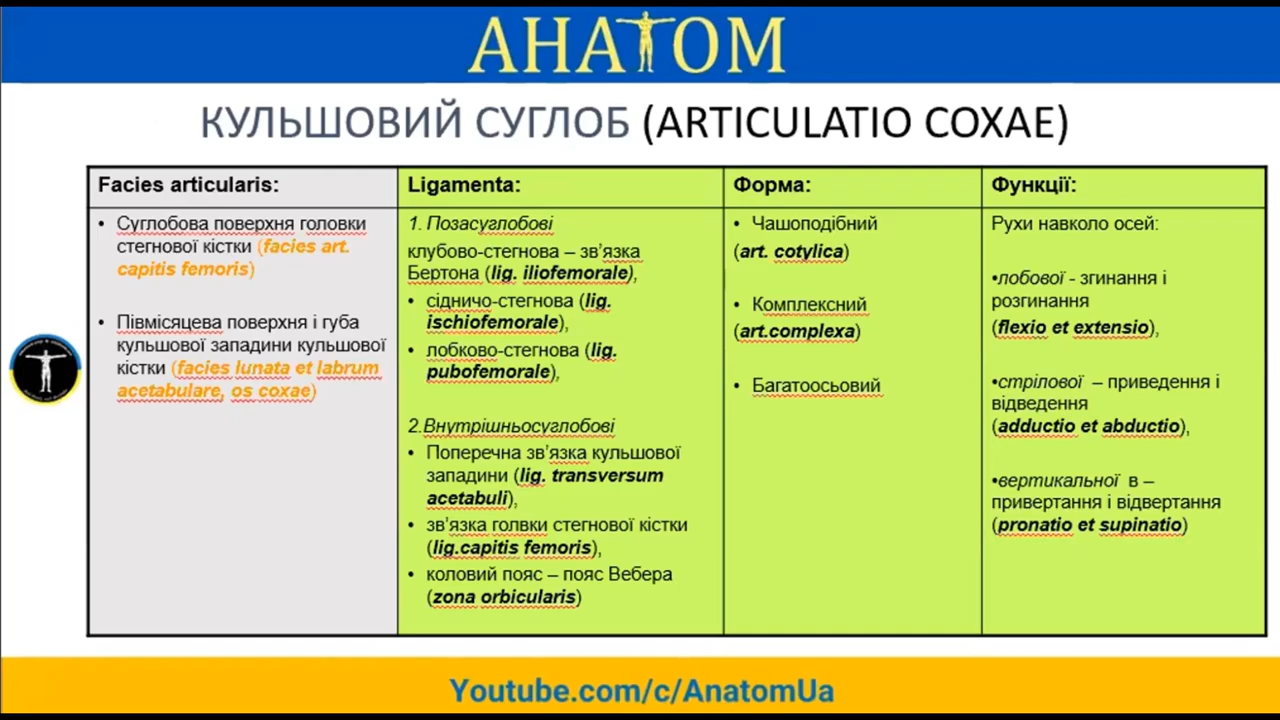 АНАТОМ
КУЛЬШОВИЙ СУГЛОБ (ARTICULATIO COXAE)
Facies articularis:
• Суглобова поверхня головки
стегнової кістки (facies art.
capitis femoris)
• Півмісяцева поверхня і губа
кульшової западини кульшової
кістки (facies lunata et labrum
acetabulare, os coxae)
Ligamenta:
1. Позасуглобові
клубово-стегнова – зв’язка
Бертона (lig. iliofemorale),
• сідничо-стегнова (lig.
ischiofemorale),
• лобково-стегнова (lig.
pubofemorale),
2.Внутрішньосуглобові
• Поперечна зв’язка кульшової
западини (lig. transversum
acetabuli),
• зв’язка голвки стегнової кістки
(lig.capitis femoris),
• коловий пояс – пояс Вебера
(zona orbicularis)
Форма:
• Чашоподібний
(art. cotylica)
• Комплексний
(art.complexa)
• Багатоосьовий
Функції:
Рухи навколо осей:
•лобової - згинання і
розгинання
(flexio et extensio),
•стрілової – приведення і
відведення
(adductio et abductio),
•вертикальної в –
привертання і відвертання
(pronatio et supinatio)
Youtube.com/c/AnatomUa